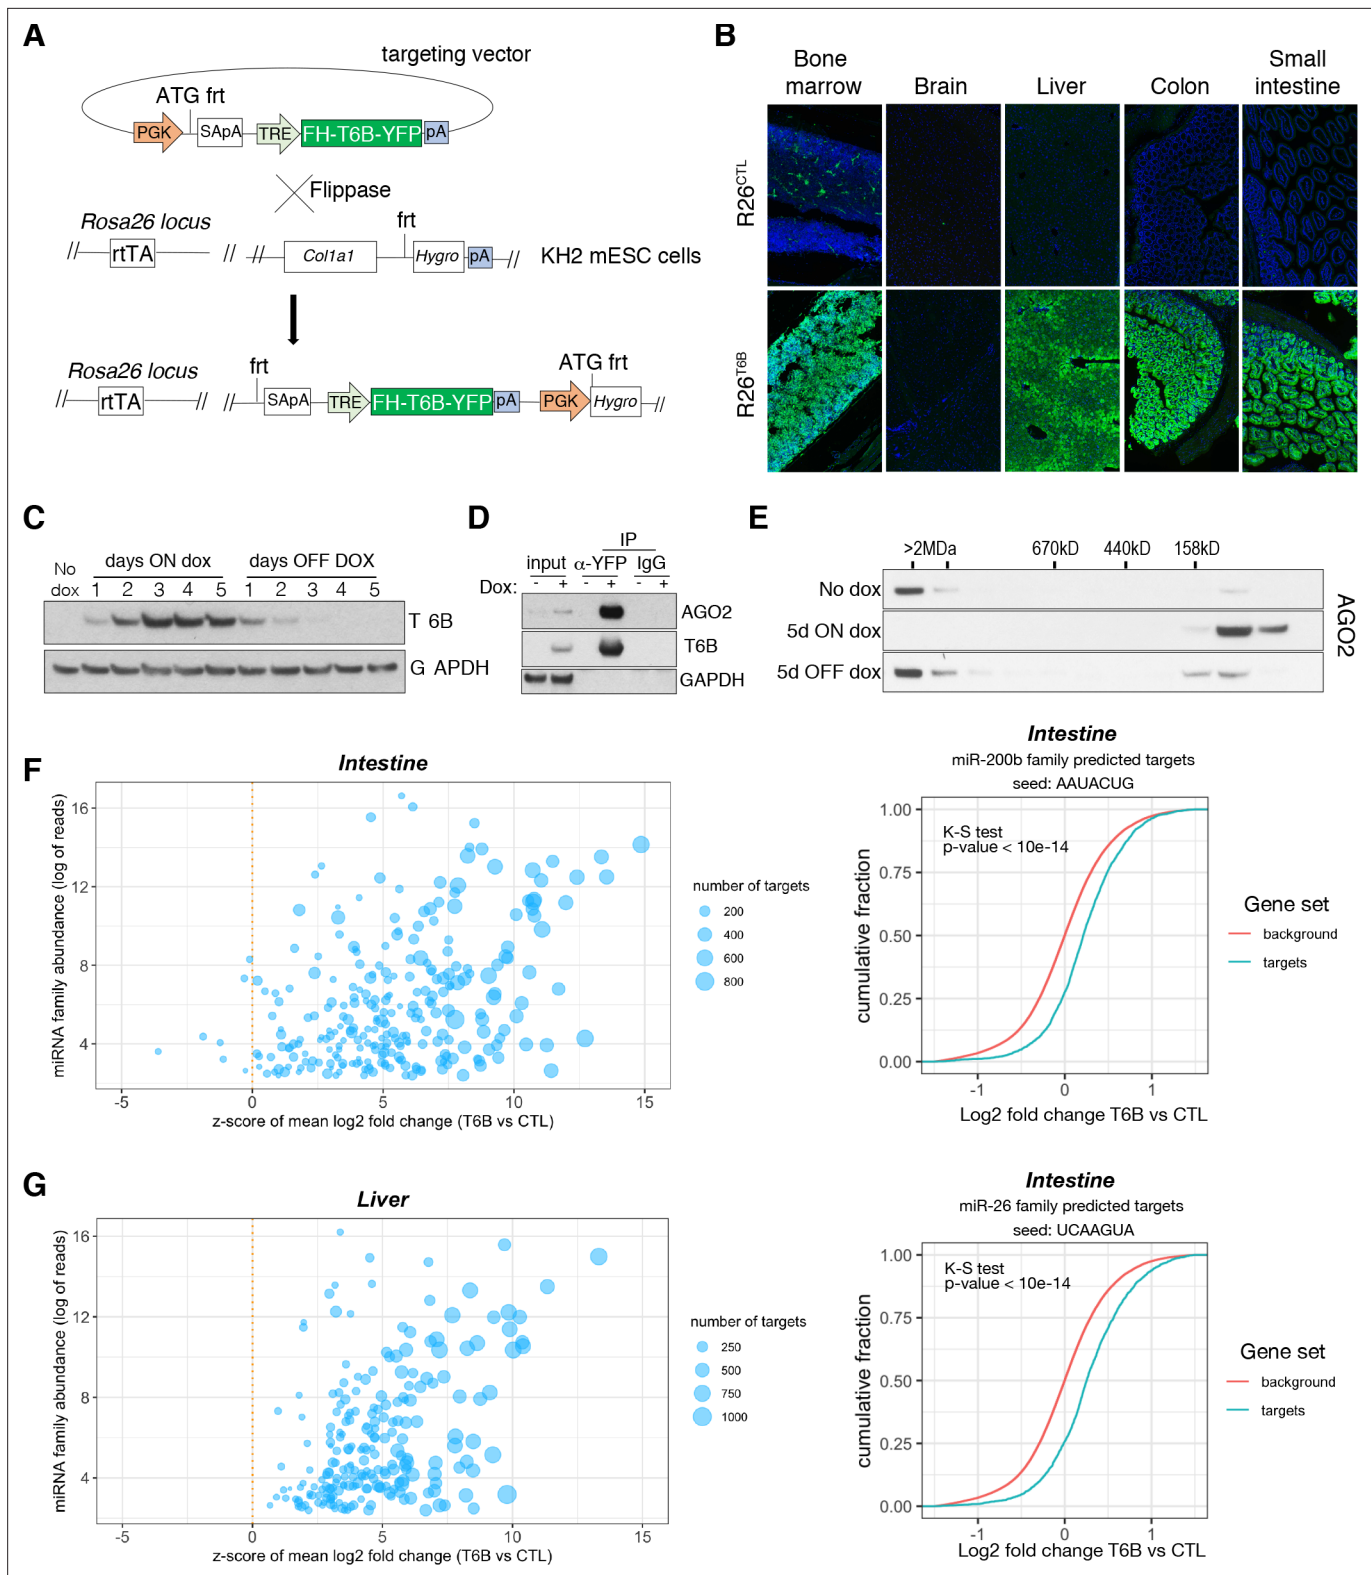 A
targeting vector
ATG frt
PGK
SApA
TRE
FH-T6B-YFP
pA
Flippase
Rosa26 locus
frt
//
rtTA
//
//
Col1a1
Hygro
pA
//
KH2 mESC cells
Rosa26 locus
frt
ATG frt
//
rtTA
//
//
SApA
TRE
FH-T6B-YFP
pA
PGK
Hygro
//
B
Bone marrow
Brain
Liver
Colon
Small intestine
R26CTL
R26T6B
C
No dox
days ON dox
days OFF DOX
1 2 3 4 5 1 2 3 4 5
T 6B
G APDH
D
IP
input α-YFP IgG
Dox: - + - + - +
AGO2
T6B
GAPDH
E
>2MDa 670kD 440kD 158kD
No dox
5d ON dox
5d OFF dox
AGO2
F
Intestine
miRNA family abundance (log of reads)
16
12
8
4
-5 0 5 10 15
z-score of mean log2 fold change (T6B vs CTL)
number of targets
200
400
600
800
Intestine
miR-200b family predicted targets
seed: AAUACUG
K-S test
p-value < 10e-14
cumulative fraction
1.00
0.75
0.50
0.25
0.00
-1 0 1
Log2 fold change T6B vs CTL
Gene set
background
targets
G
Liver
miRNA family abundance (log of reads)
16
12
8
4
-5 0 5 10 15
z-score of mean log2 fold change (T6B vs CTL)
number of targets
250
500
750
1000
Intestine
miR-26 family predicted targets
seed: UCAAGUA
K-S test
p-value < 10e-14
cumulative fraction
1.00
0.75
0.50
0.25
0.00
-1 0 1
Log2 fold change T6B vs CTL
Gene set
background
targets